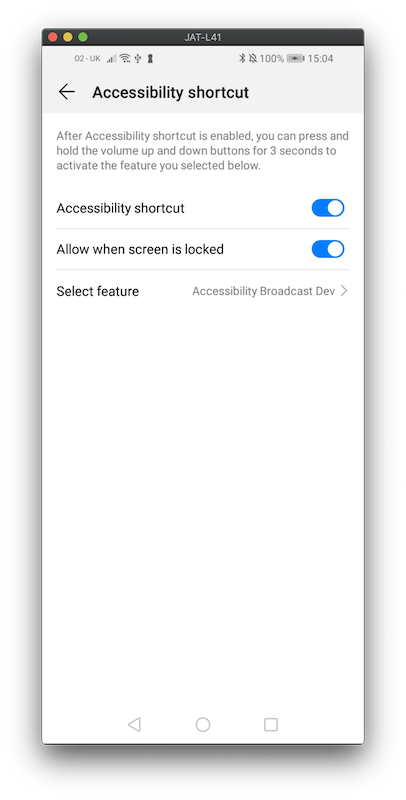 JAT-L41
O2 - UK 100% 15:04
Accessibility shortcut
After Accessibility shortcut is enabled, you can press and
hold the volume up and down buttons for 3 seconds to
activate the feature you selected below.
Accessibility shortcut
Allow when screen is locked
Select feature Accessibility Broadcast Dev